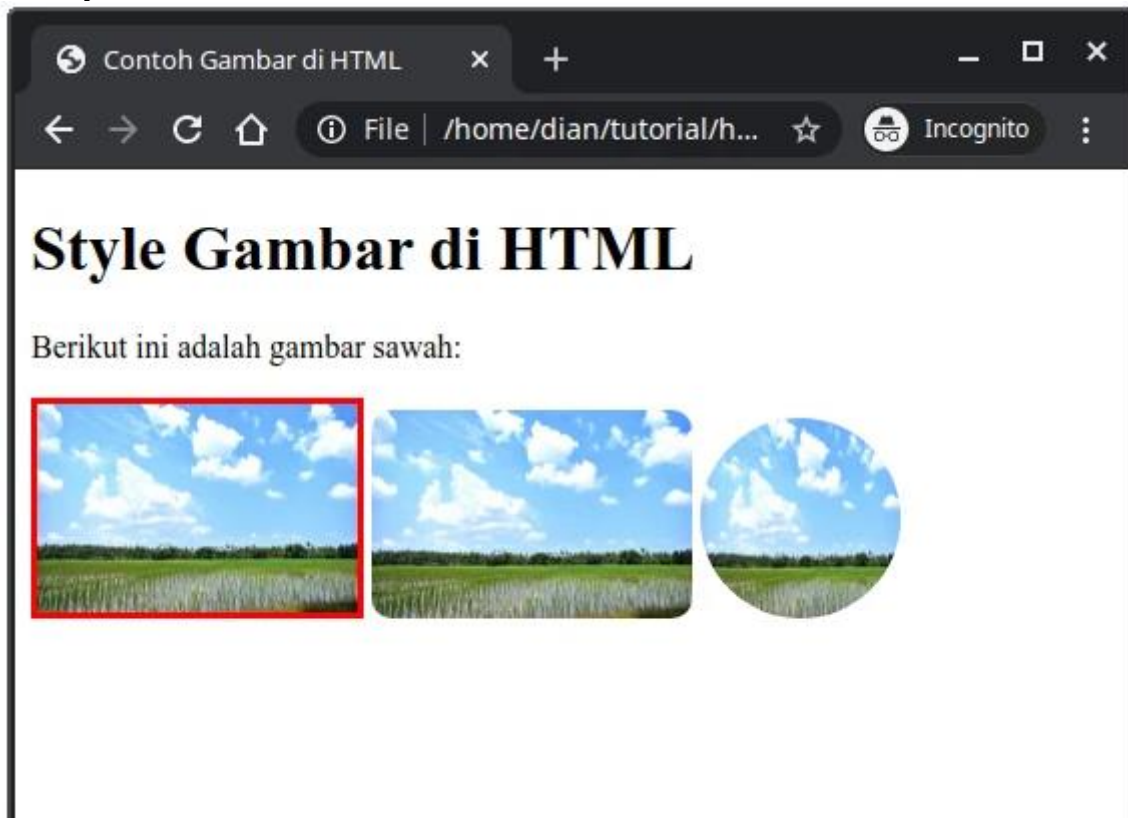 Contoh Gambar di HTML
File /home/dian/tutorial/h... Incognito
Style Gambar di HTML
Berikut ini adalah gambar sawah: